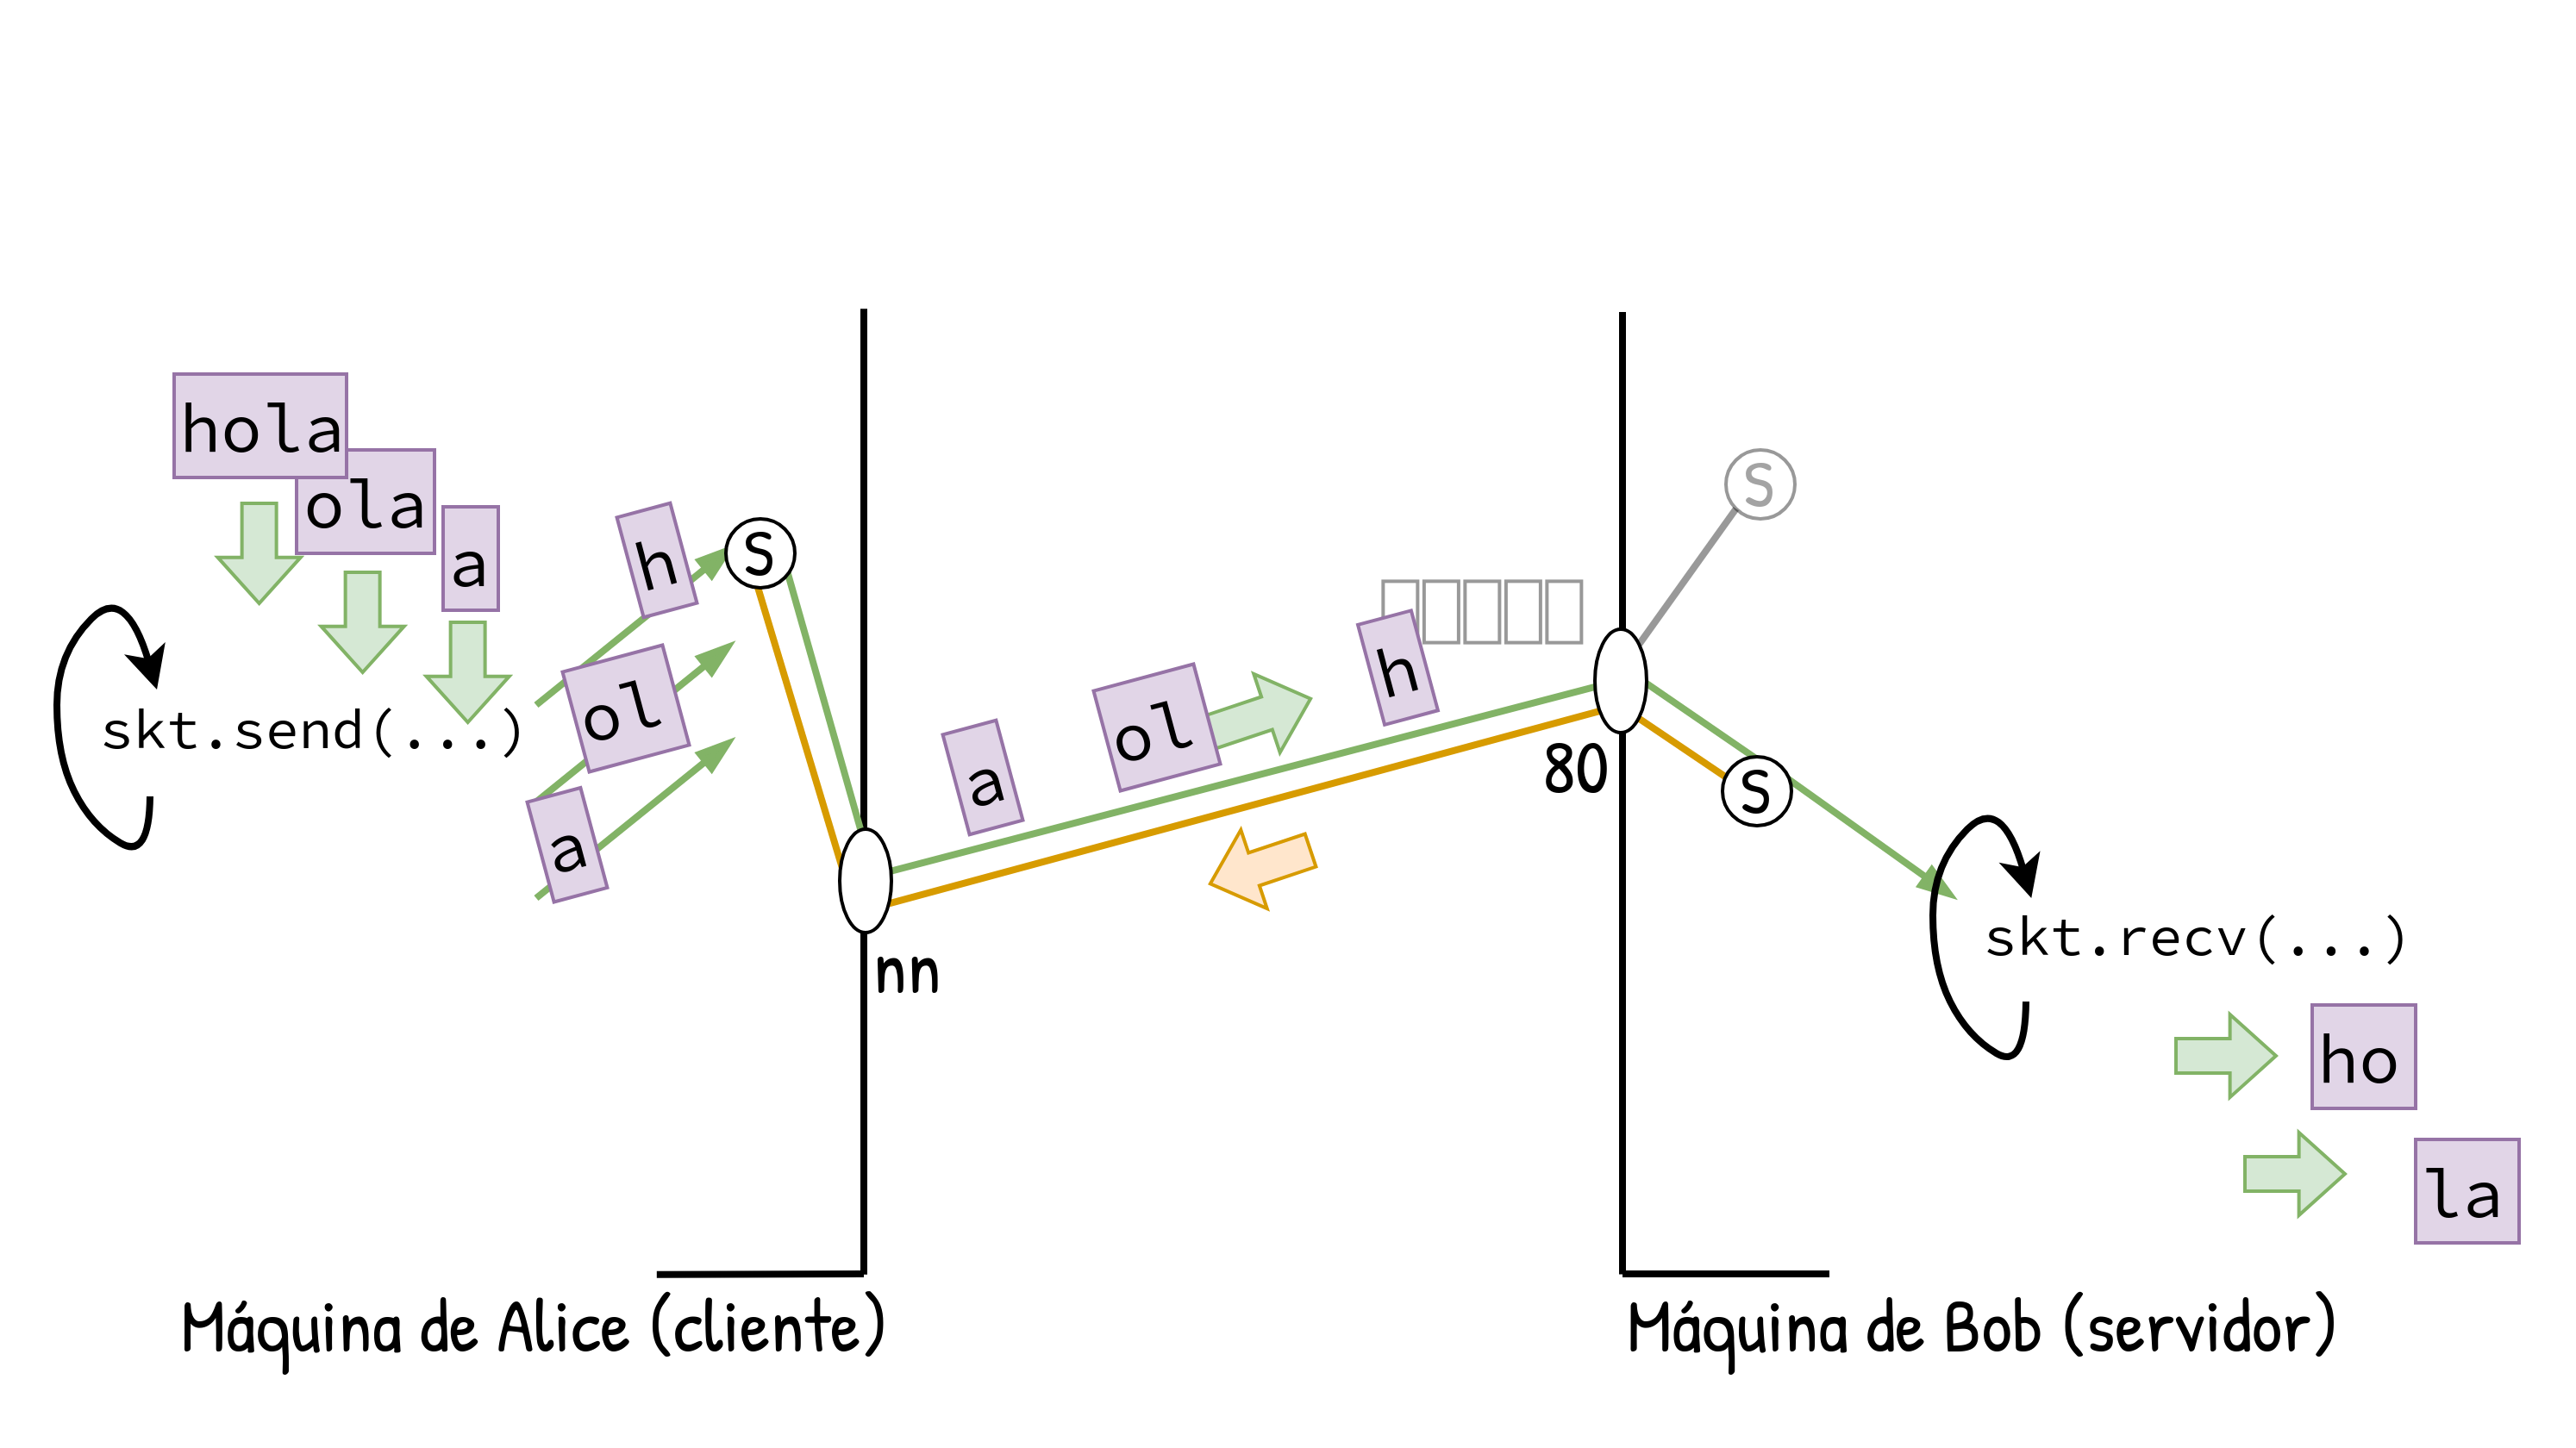 hola
ola
a
skt.send(...)
h
ol
a
S
nn
a
ol
h
80
S
S
skt.recv(...)
ho
la
Máquina de Alice (cliente)
Máquina de Bob (servidor)